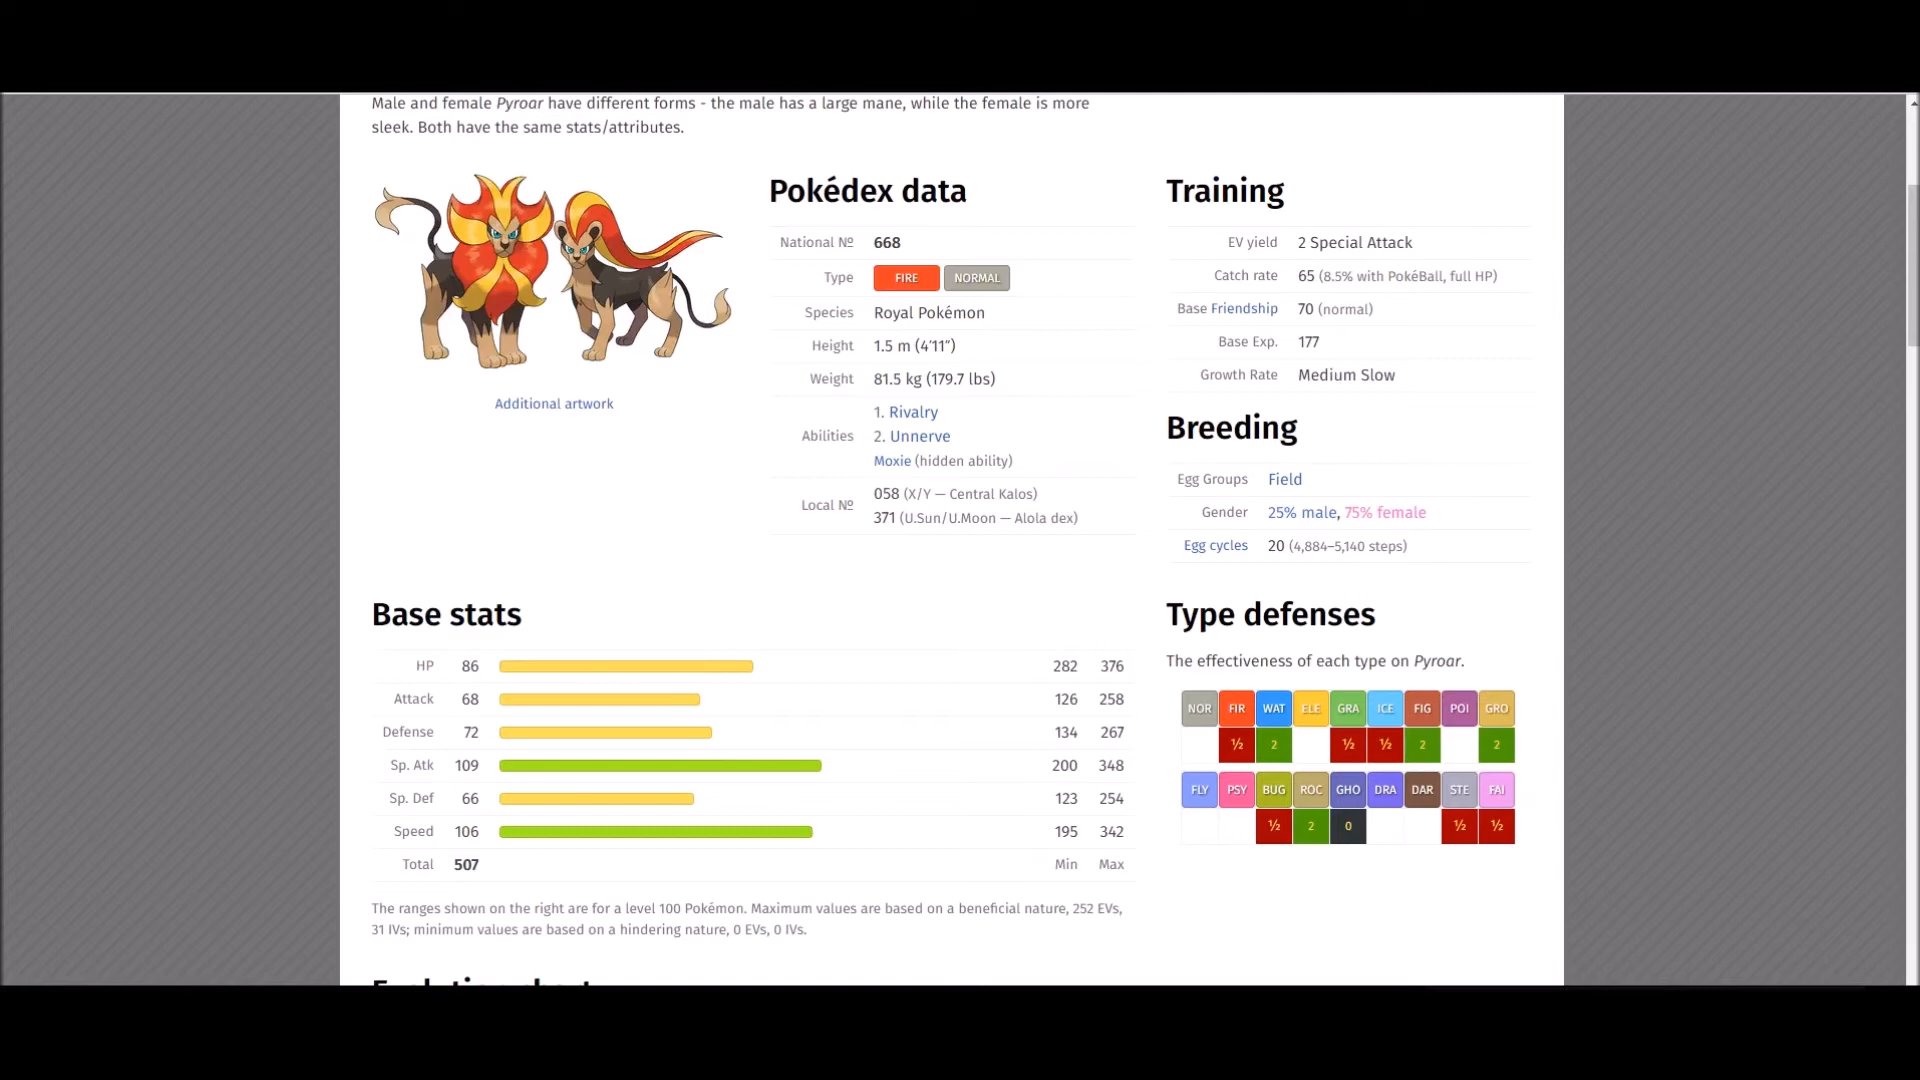 Male and female Pyroar have different forms - the male has a large mane, while the female is more
sleek. Both have the same stats/attributes.
Additional artwork
Pokédex data
National № 668
Type FIRE NORMAL
Species Royal Pokémon
Height 1.5 m (4′11″)
Weight 81.5 kg (179.7 lbs)
Abilities 1. Rivalry
2. Unnerve
Moxie (hidden ability)
Local № 058 (X/Y — Central Kalos)
371 (U.Sun/U.Moon — Alola dex)
Training
EV yield 2 Special Attack
Catch rate 65 (8.5% with PokéBall, full HP)
Base Friendship 70 (normal)
Base Exp. 177
Growth Rate Medium Slow
Breeding
Egg Groups Field
Gender 25% male, 75% female
Egg cycles 20 (4,884–5,140 steps)
Base stats
HP 86 282 376
Attack 68 126 258
Defense 72 134 267
Sp. Atk 109 200 348
Sp. Def 66 123 254
Speed 106 195 342
Total 507 Min Max
The ranges shown on the right are for a level 100 Pokémon. Maximum values are based on a beneficial nature, 252 EVs,
31 IVs; minimum values are based on a hindering nature, 0 EVs, 0 IVs.
Type defenses
The effectiveness of each type on Pyroar.
NOR FIR WAT ELE GRA ICE FIG POI GRO
½ 2 ½ ½ 2 2
FLY PSY BUG ROC GHO DRA DAR STE FAI
½ 2 0 ½ ½